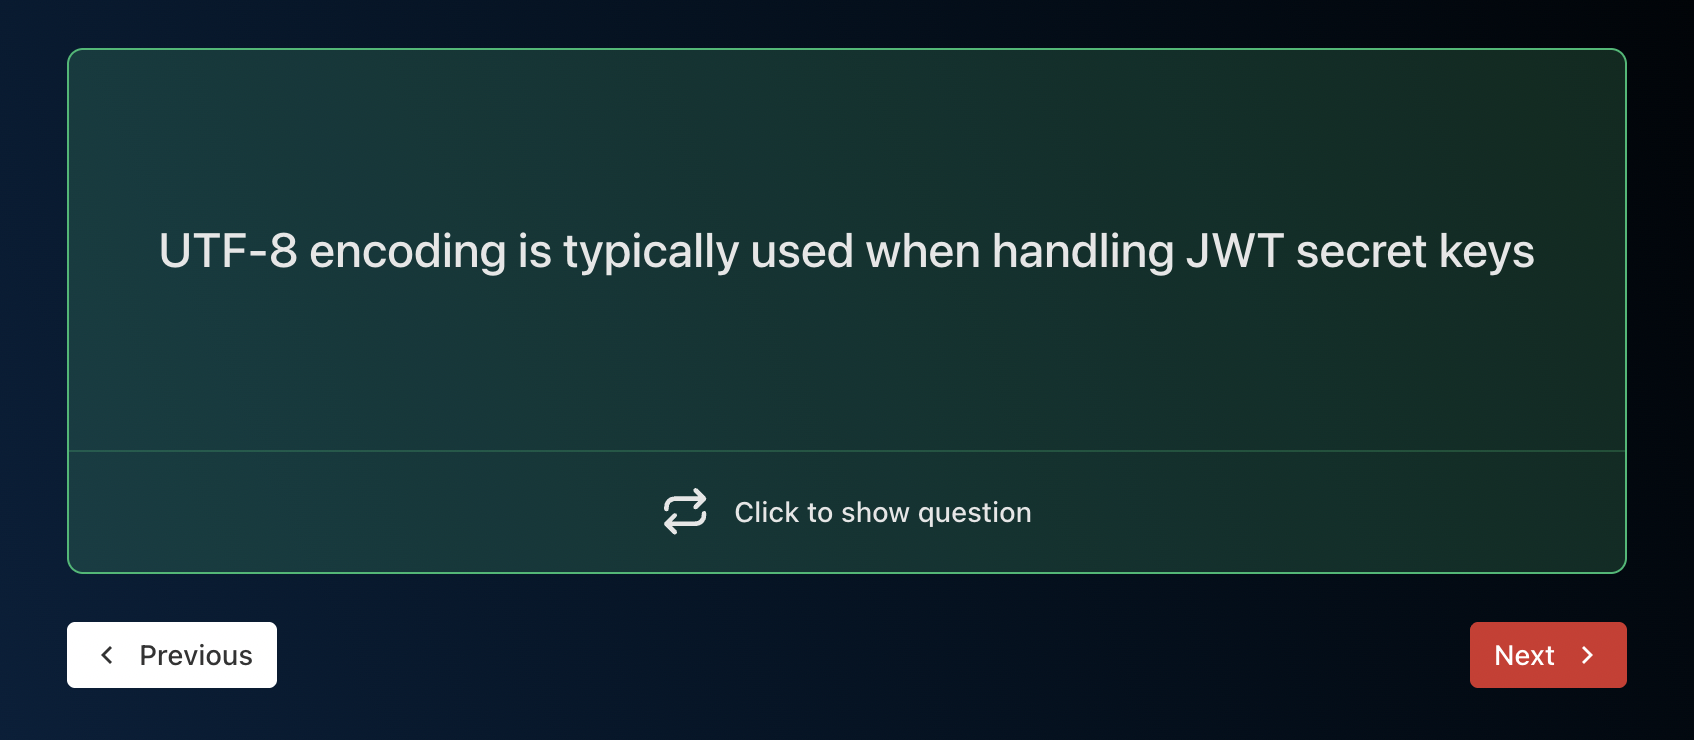 UTF-8 encoding is typically used when handling JWT secret keys
Click to show question
Previous
Next